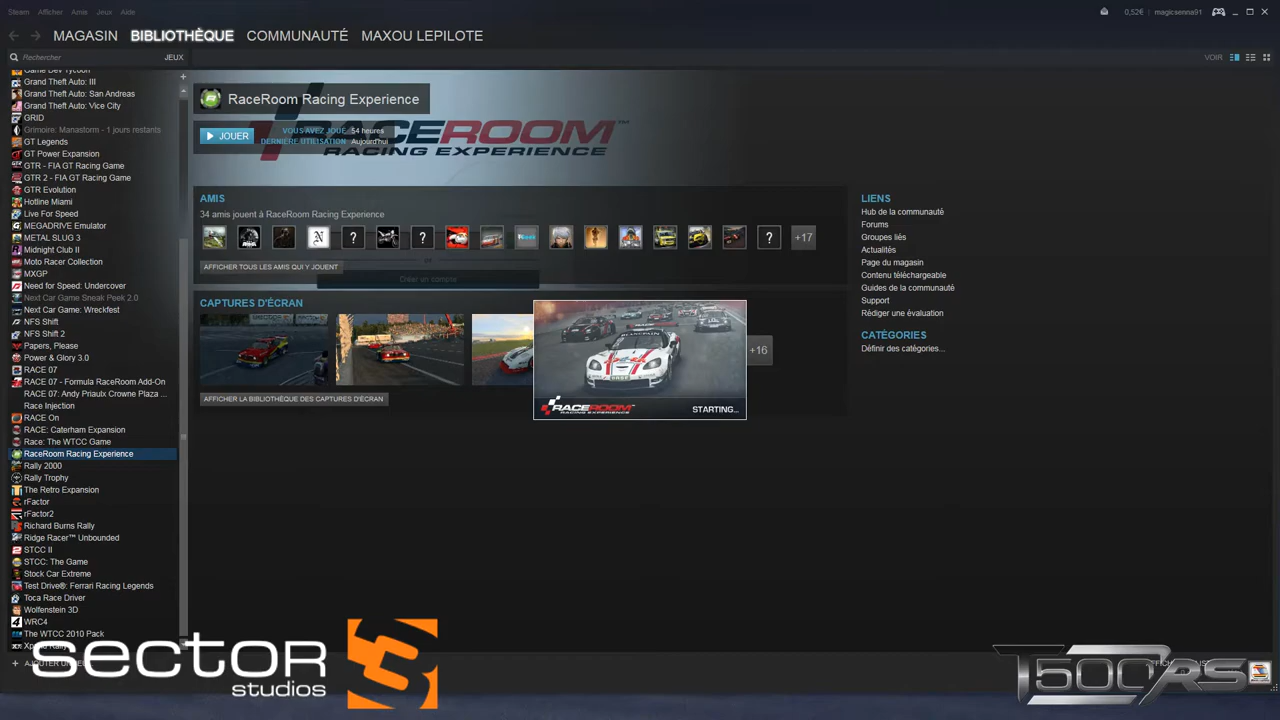 Steam Afficher Amis Jeux Aide
0,52€ magicsenna91
MAGASIN BIBLIOTHÈQUE COMMUNAUTÉ MAXOU LEPILOTE
Rechercher JEUX
VOIR
Game Dev Tycoon
Grand Theft Auto: III
Grand Theft Auto: San Andreas
Grand Theft Auto: Vice City
GRID
Grimoire: Manastorm - 1 jours restants
GT Legends
GT Power Expansion
GTR - FIA GT Racing Game
GTR 2 - FIA GT Racing Game
GTR Evolution
Hotline Miami
Live For Speed
MEGADRIVE Emulator
METAL SLUG 3
Midnight Club II
Moto Racer Collection
MXGP
Need for Speed: Undercover
Next Car Game Sneak Peek 2.0
Next Car Game: Wreckfest
NFS Shift
NFS Shift 2
Papers, Please
Power & Glory 3.0
RACE 07
RACE 07 - Formula RaceRoom Add-On
RACE 07: Andy Priaulx Crowne Plaza ...
Race Injection
RACE On
RACE: Caterham Expansion
Race: The WTCC Game
RaceRoom Racing Experience
Rally 2000
Rally Trophy
The Retro Expansion
rFactor
rFactor2
Richard Burns Rally
Ridge Racer™ Unbounded
STCC II
STCC: The Game
Stock Car Extreme
Test Drive®: Ferrari Racing Legends
Toca Race Driver
Wolfenstein 3D
WRC4
The WTCC 2010 Pack
RaceRoom Racing Experience
RACEROOM™
RACING EXPERIENCE
JOUER
VOUS AVEZ JOUÉ 54 heures
DERNIÈRE UTILISATION Aujourd'hui
AMIS
34 amis jouent à RaceRoom Racing Experience
+17
AFFICHER TOUS LES AMIS QUI Y JOUENT
ou
Créer un compte
CAPTURES D'ÉCRAN
+16
AFFICHER LA BIBLIOTHÈQUE DES CAPTURES D'ÉCRAN
RACEROOM
RACING EXPERIENCE
STARTING...
LIENS
Hub de la communauté
Forums
Groupes liés
Actualités
Page du magasin
Contenu téléchargeable
Guides de la communauté
Support
Rédiger une évaluation
CATÉGORIES
Définir des catégories...
sector 3
studios
T500RS